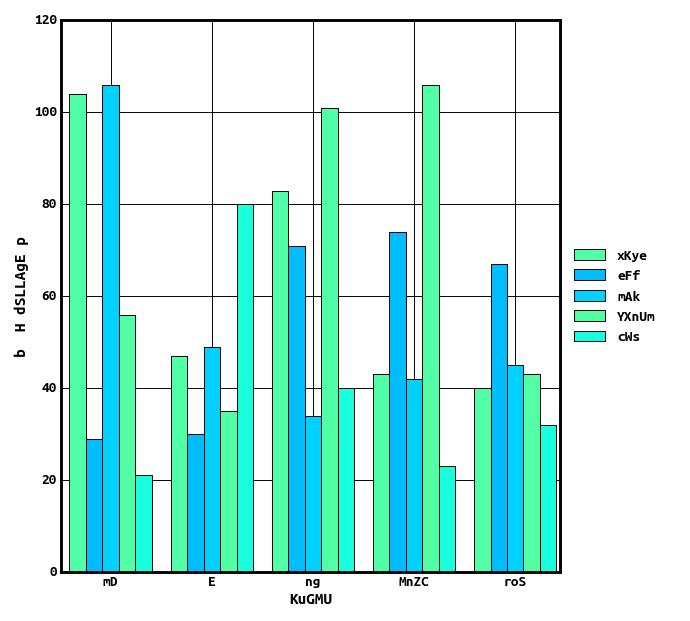 120
100
80
60
40
20
0
b  H dSLLAgE p
mD E ng MnZC roS
KuGMU
xKye
eFf
mAk
YXnUm
cWs